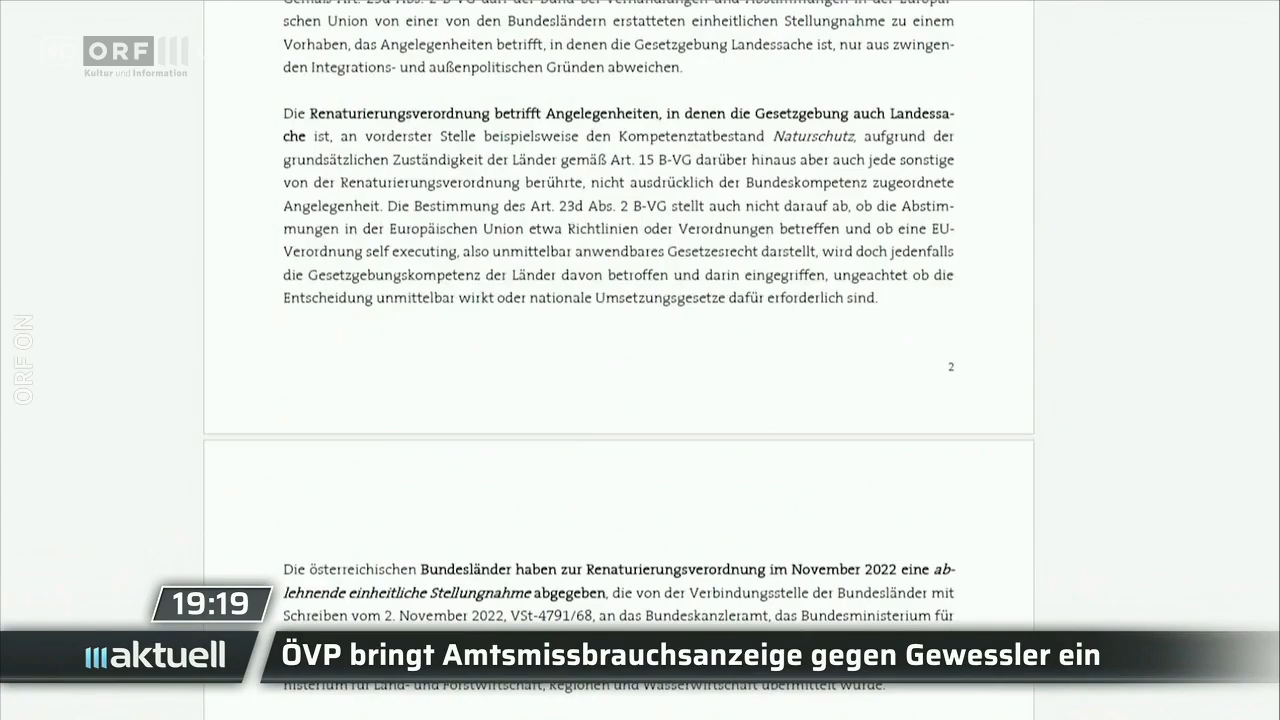 schen Union von einer von den Bundesländern erstatteten einheitlichen Stellungnahme zu einem
Vorhaben, das Angelegenheiten betrifft, in denen die Gesetzgebung Landessache ist, nur aus zwingen-
den Integrations- und außenpolitischen Gründen abweichen.
ORF
Kultur und Information
Die Renaturierungsverordnung betrifft Angelegenheiten, in denen die Gesetzgebung auch Landessa-
che ist, an vorderster Stelle beispielsweise den Kompetenztatbestand Naturschutz, aufgrund der
grundsätzlichen Zuständigkeit der Länder gemäß Art. 15 B-VG darüber hinaus aber auch jede sonstige
von der Renaturierungsverordnung berührte, nicht ausdrücklich der Bundeskompetenz zugeordnete
Angelegenheit. Die Bestimmung des Art. 23d Abs. 2 B-VG stellt auch nicht darauf ab, ob die Abstim-
mungen in der Europäischen Union etwa Richtlinien oder Verordnungen betreffen und ob eine EU-
Verordnung self executing, also unmittelbar anwendbares Gesetzesrecht darstellt, wird doch jedenfalls
die Gesetzgebungskompetenz der Länder davon betroffen und darin eingegriffen, ungeachtet ob die
Entscheidung unmittelbar wirkt oder nationale Umsetzungsgesetze dafür erforderlich sind.
ORF ON
2
Die österreichischen Bundesländer haben zur Renaturierungsverordnung im November 2022 eine ab-
lehnende einheitliche Stellungnahme abgegeben, die von der Verbindungsstelle der Bundesländer mit
Schreiben vom 2. November 2022, VSt-4791/68, an das Bundeskanzleramt, das Bundesministerium für
19:19
aktuell
ÖVP bringt Amtsmissbrauchsanzeige gegen Gewessler ein